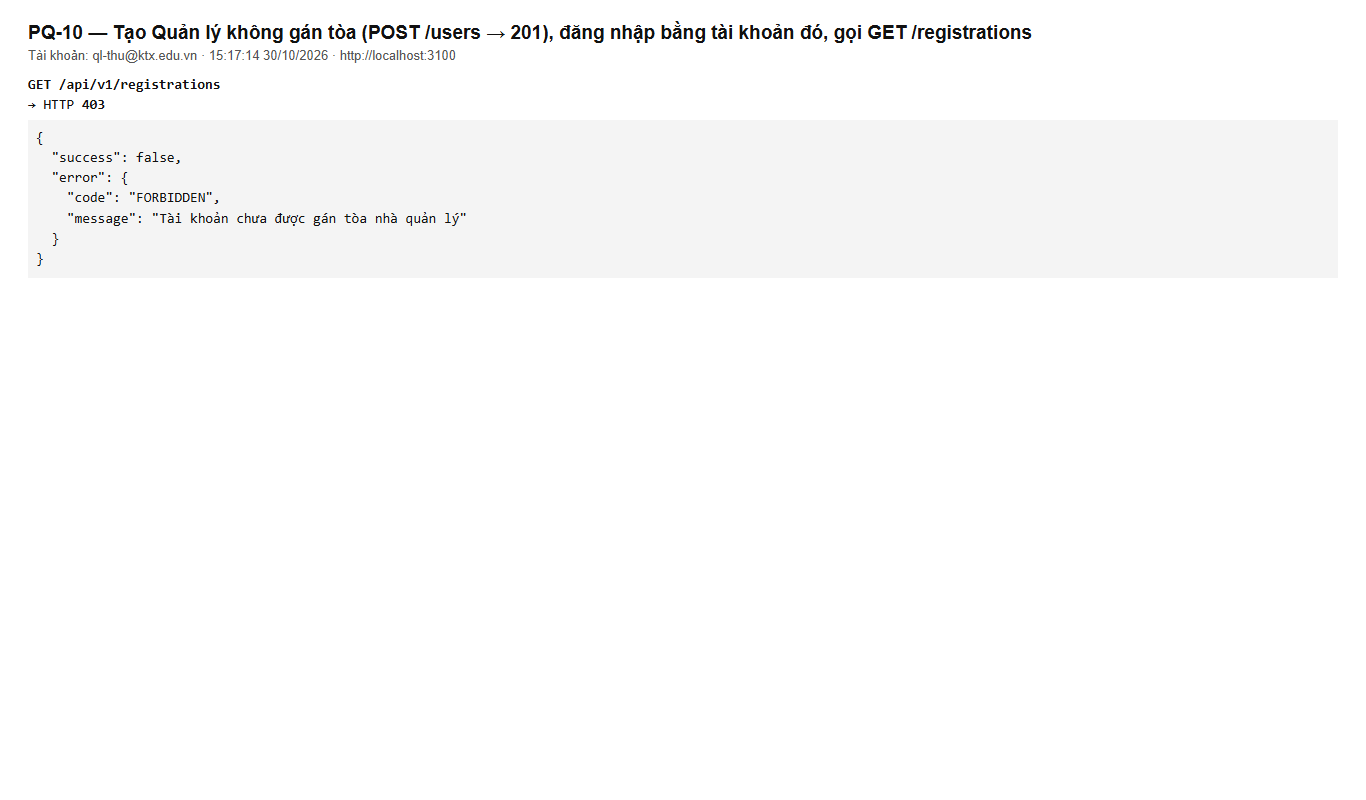 PQ-10 — Tạo Quản lý không gán tòa (POST /users → 201), đăng nhập bằng tài khoản đó, gọi GET /registrations
Tài khoản: ql-thu@ktx.edu.vn · 15:17:14 30/10/2026 · http://localhost:3100
GET /api/v1/registrations
→ HTTP 403
{
  "success": false,
  "error": {
    "code": "FORBIDDEN",
    "message": "Tài khoản chưa được gán tòa nhà quản lý"
  }
}